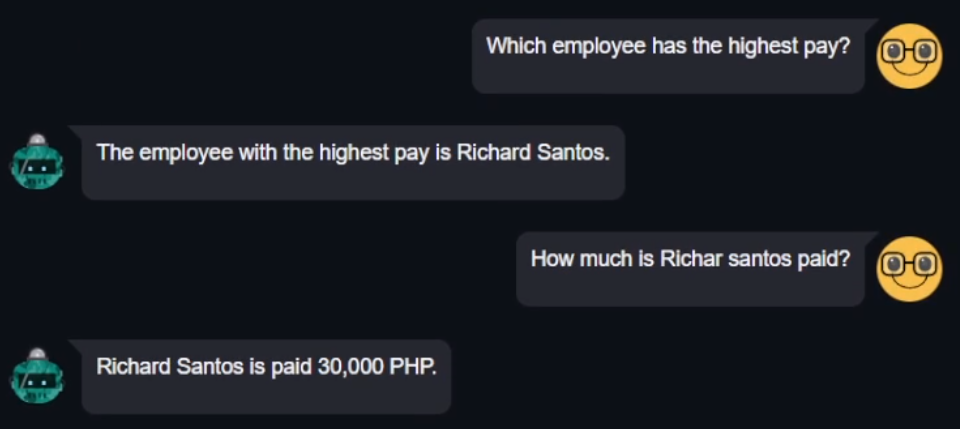 Which employee has the highest pay?
The employee with the highest pay is Richard Santos.
How much is Richar santos paid?
Richard Santos is paid 30,000 PHP.